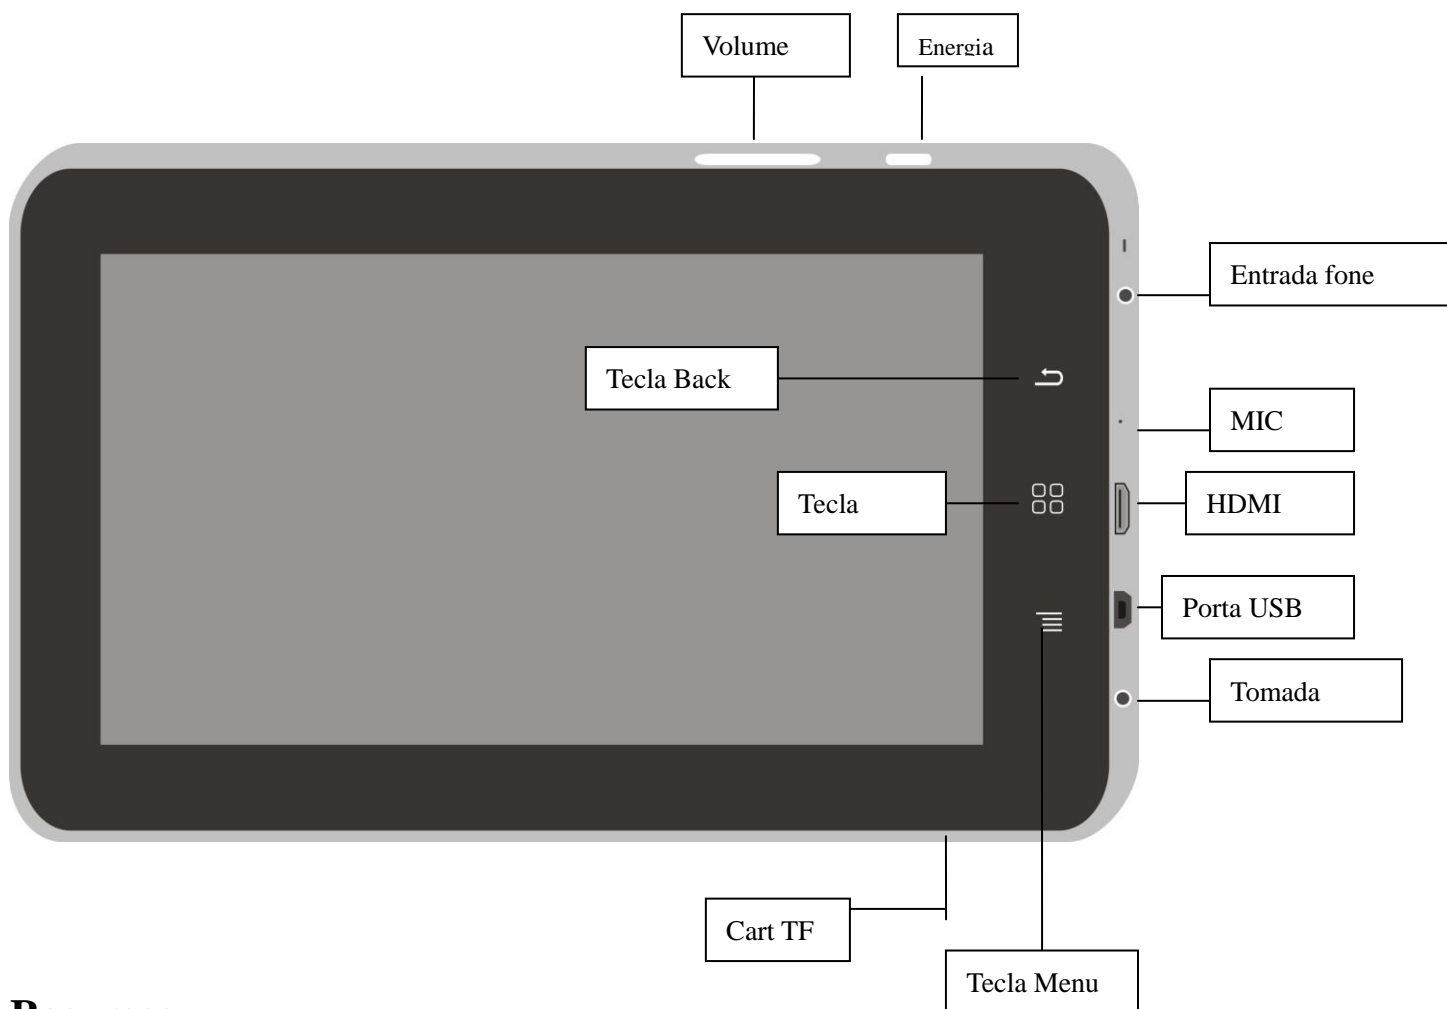 Volume
Energia
Entrada fone
Tecla Back
MIC
Tecla
HDMI
Porta USB
Tomada
Cart TF
Tecla Menu